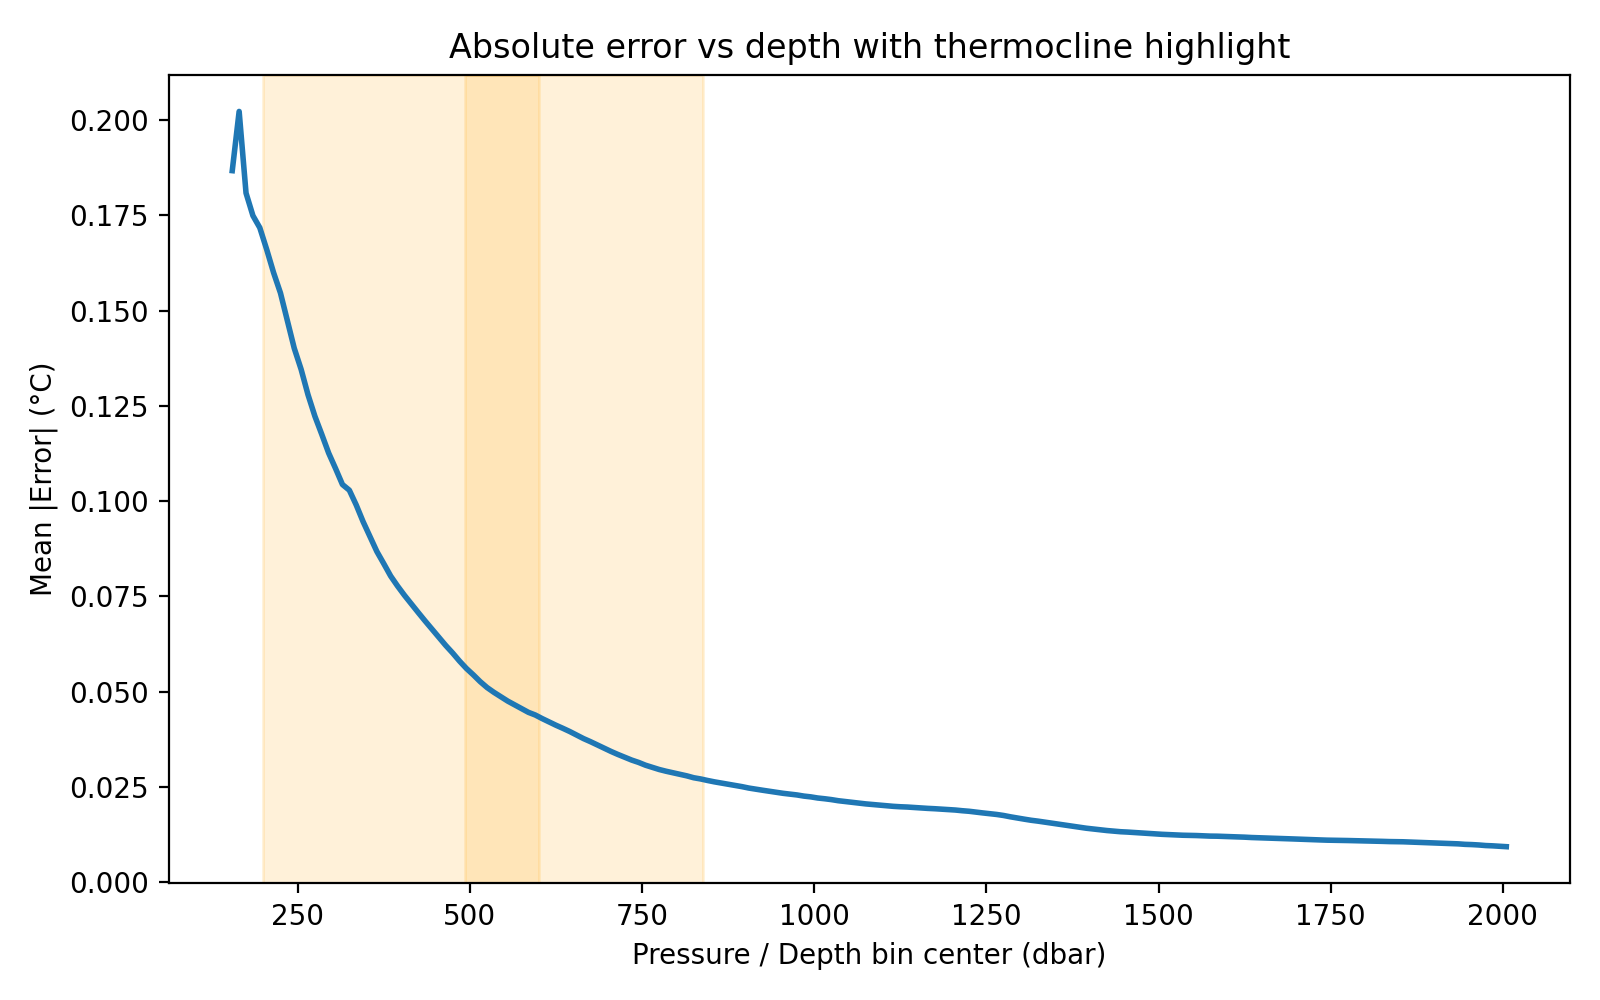 Absolute error vs depth with thermocline highlight
Mean |Error| (°C)
0.200
0.175
0.150
0.125
0.100
0.075
0.050
0.025
0.000
250 500 750 1000 1250 1500 1750 2000
Pressure / Depth bin center (dbar)